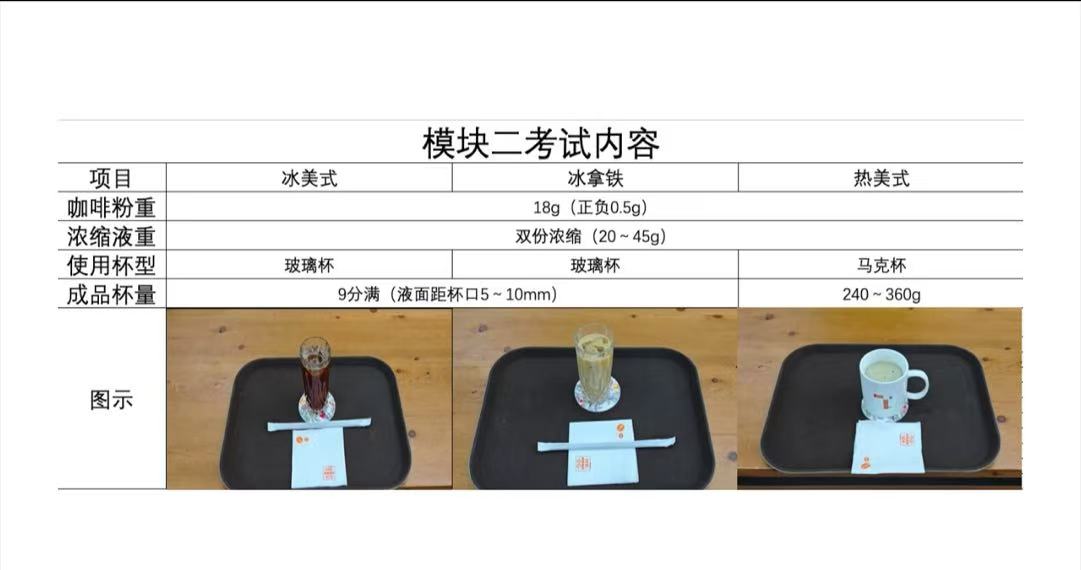 模块二考试内容
项目 冰美式 冰拿铁 热美式
咖啡粉重 18g（正负0.5g）
浓缩液重 双份浓缩（20～45g）
使用杯型 玻璃杯 玻璃杯 马克杯
成品杯量 9分满（液面距杯口5～10mm） 240～360g
图示